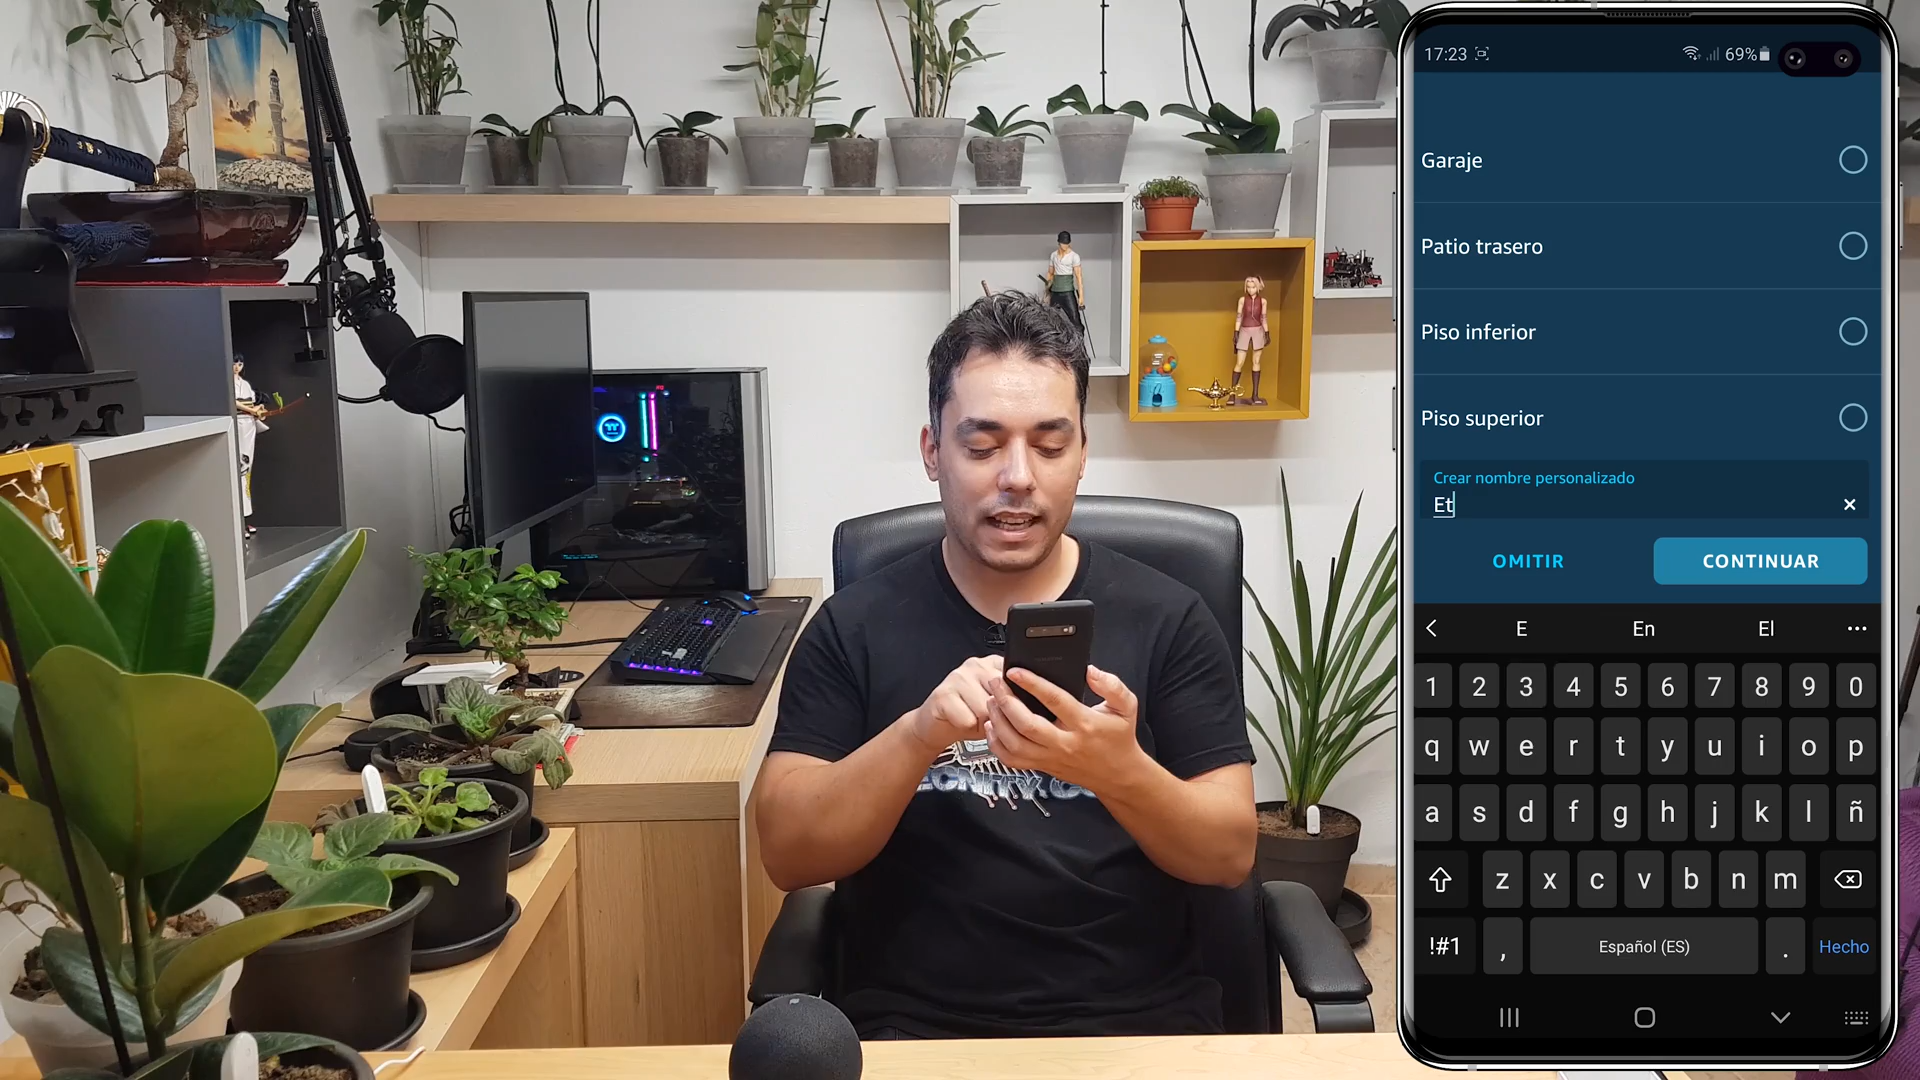 17:23
69%
Garaje
Patio trasero
Piso inferior
Piso superior
Crear nombre personalizado
Et
OMITIR
CONTINUAR
E
En
El
1 2 3 4 5 6 7 8 9 0
q w e r t y u i o p
a s d f g h j k l ñ
z x c v b n m
!#1 , Español (ES) . Hecho